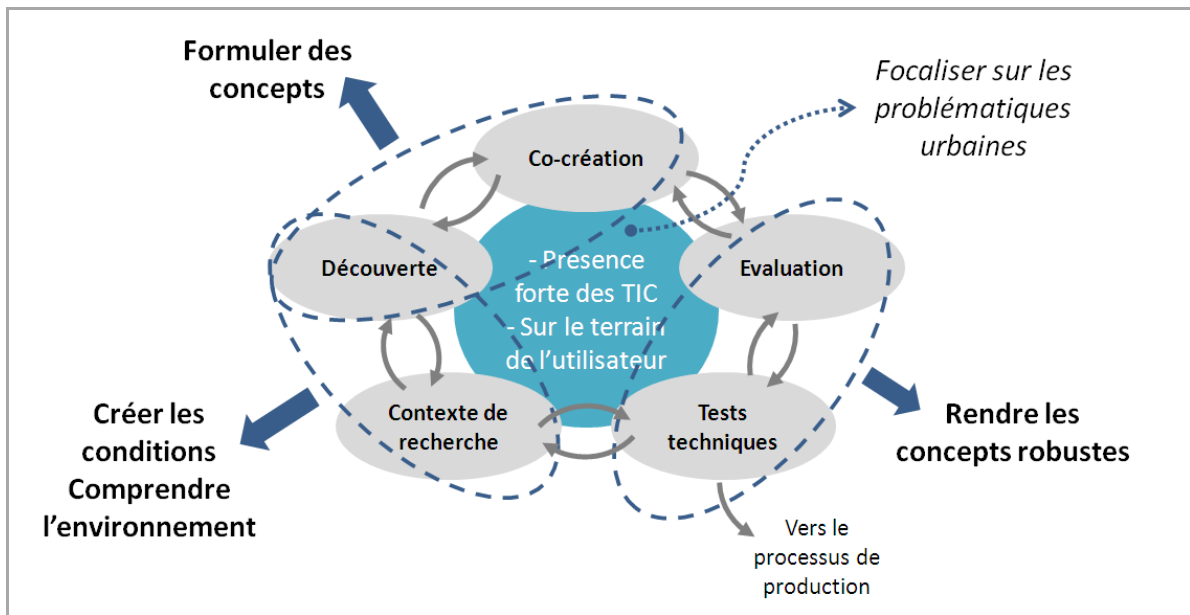 Formuler des
concepts
Focaliser sur les
problématiques
urbaines
Co-création
Découverte
- Présence
forte des TIC
- Sur le terrain
de l'utilisateur
Evaluation
Contexte de
recherche
Tests
techniques
Créer les
conditions
Comprendre
l'environnement
Rendre les
concepts robustes
Vers le
processus de
production